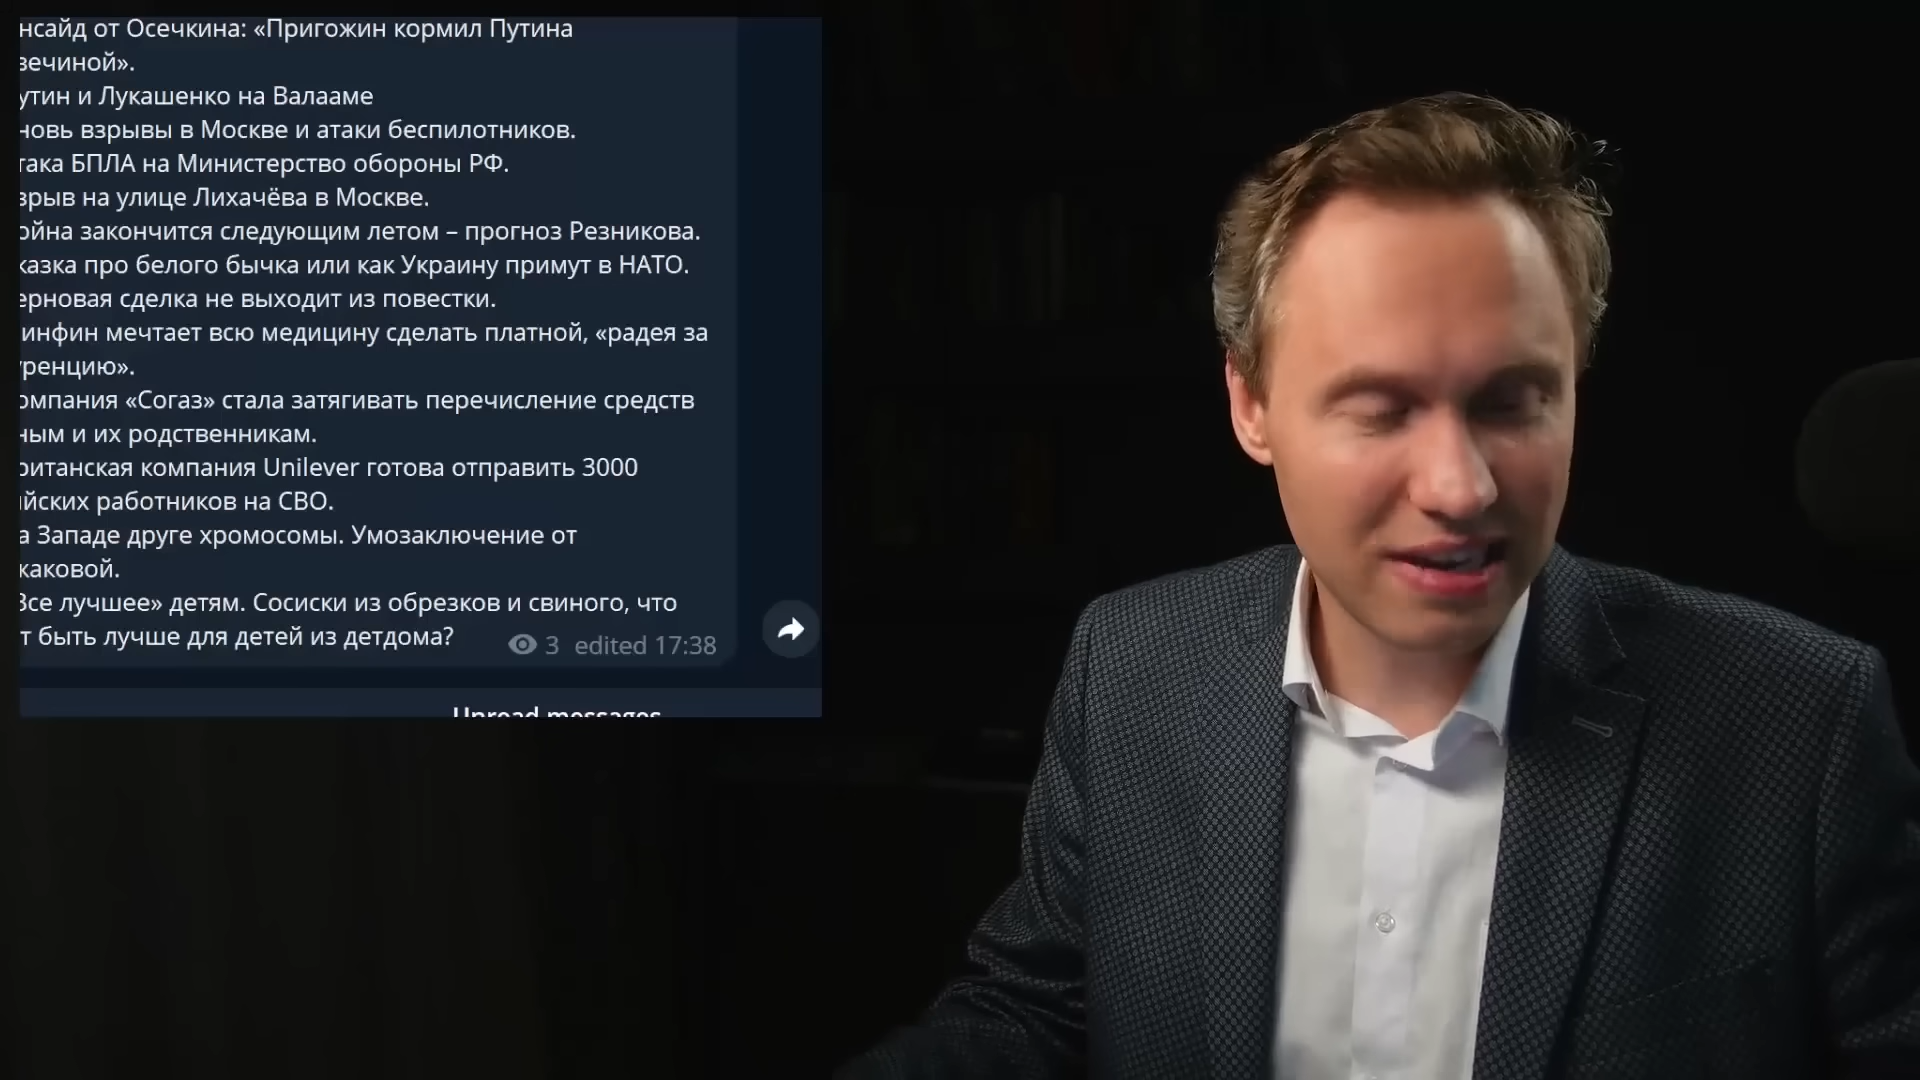 нсайд от Осечкина: «Пригожин кормил Путина
вечиной».
утин и Лукашенко на Валааме
новь взрывы в Москве и атаки беспилотников.
така БПЛА на Министерство обороны РФ.
зрыв на улице Лихачёва в Москве.
ойна закончится следующим летом – прогноз Резникова.
казка про белого бычка или как Украину примут в НАТО.
ерновая сделка не выходит из повестки.
инфин мечтает всю медицину сделать платной, «радея за
уренцию».
омпания «Согаз» стала затягивать перечисление средств
ным и их родственникам.
ританская компания Unilever готова отправить 3000
ийских работников на СВО.
а Западе друге хромосомы. Умозаключение от
каковой.
Все лучшее» детям. Сосиски из обрезков и свиного, что
т быть лучше для детей из детдома?
3 edited 17:38
Unread messages